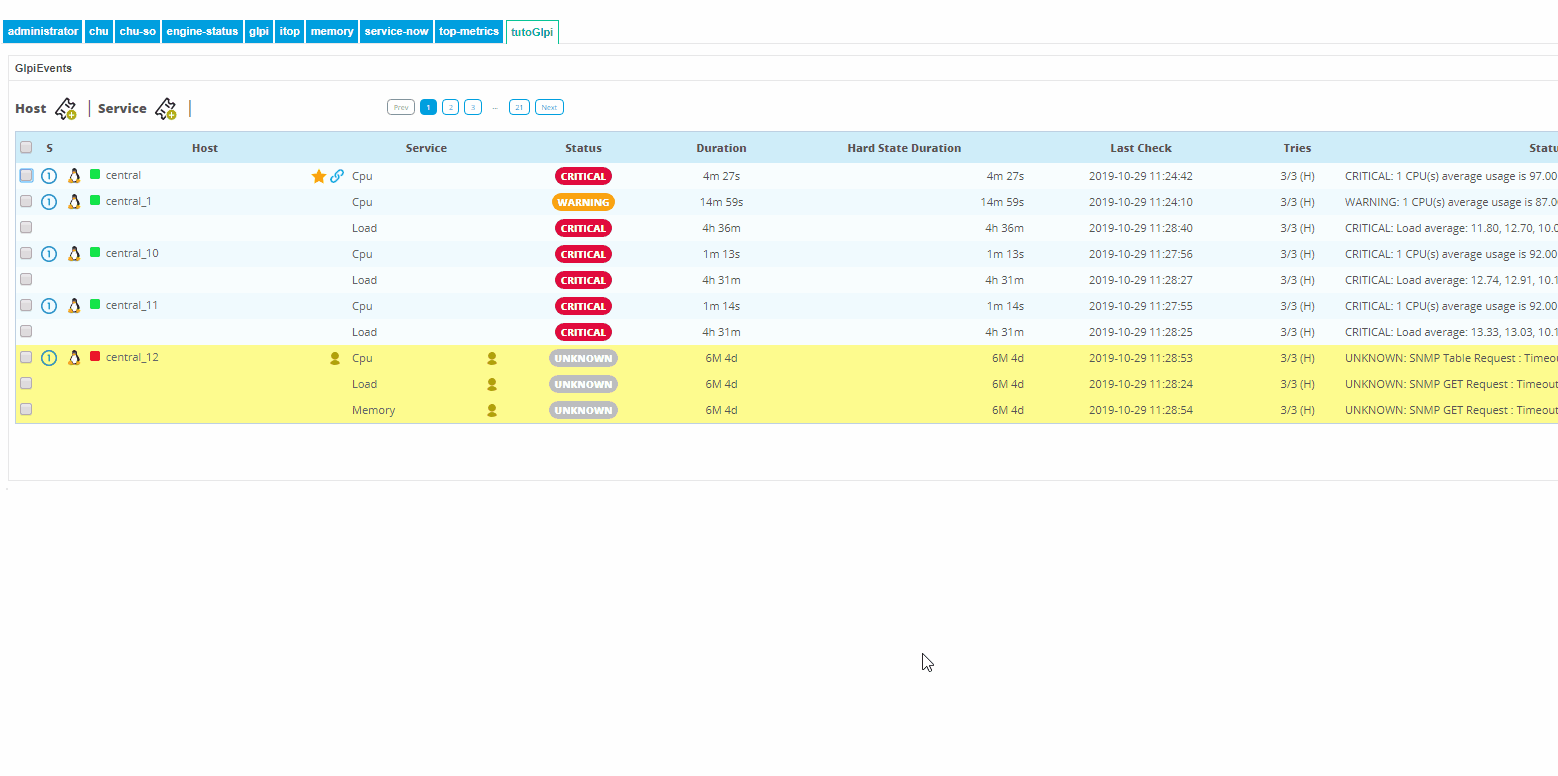 administrator chu chu-so engine-status glpi itop memory service-now top-metrics tutoGlpi
GlpiEvents
Host | Service | Prev 1 2 3 ... 21 Next
S Host Service Status Duration Hard State Duration Last Check Tries Statu
1 central Cpu CRITICAL 4m 27s 4m 27s 2019-10-29 11:24:42 3/3 (H) CRITICAL: 1 CPU(s) average usage is 97.00
1 central_1 Cpu WARNING 14m 59s 14m 59s 2019-10-29 11:24:10 3/3 (H) WARNING: 1 CPU(s) average usage is 87.0
Load CRITICAL 4h 36m 4h 36m 2019-10-29 11:28:40 3/3 (H) CRITICAL: Load average: 11.80, 12.70, 10.0
1 central_10 Cpu CRITICAL 1m 13s 1m 13s 2019-10-29 11:27:56 3/3 (H) CRITICAL: 1 CPU(s) average usage is 92.00
Load CRITICAL 4h 31m 4h 31m 2019-10-29 11:28:27 3/3 (H) CRITICAL: Load average: 12.74, 12.91, 10.1
1 central_11 Cpu CRITICAL 1m 14s 1m 14s 2019-10-29 11:27:55 3/3 (H) CRITICAL: 1 CPU(s) average usage is 92.00
Load CRITICAL 4h 31m 4h 31m 2019-10-29 11:28:25 3/3 (H) CRITICAL: Load average: 13.33, 13.03, 10.1
1 central_12 Cpu UNKNOWN 6M 4d 6M 4d 2019-10-29 11:28:53 3/3 (H) UNKNOWN: SNMP Table Request : Timeo
Load UNKNOWN 6M 4d 6M 4d 2019-10-29 11:28:24 3/3 (H) UNKNOWN: SNMP GET Request : Timeout
Memory UNKNOWN 6M 4d 6M 4d 2019-10-29 11:28:54 3/3 (H) UNKNOWN: SNMP GET Request : Timeout